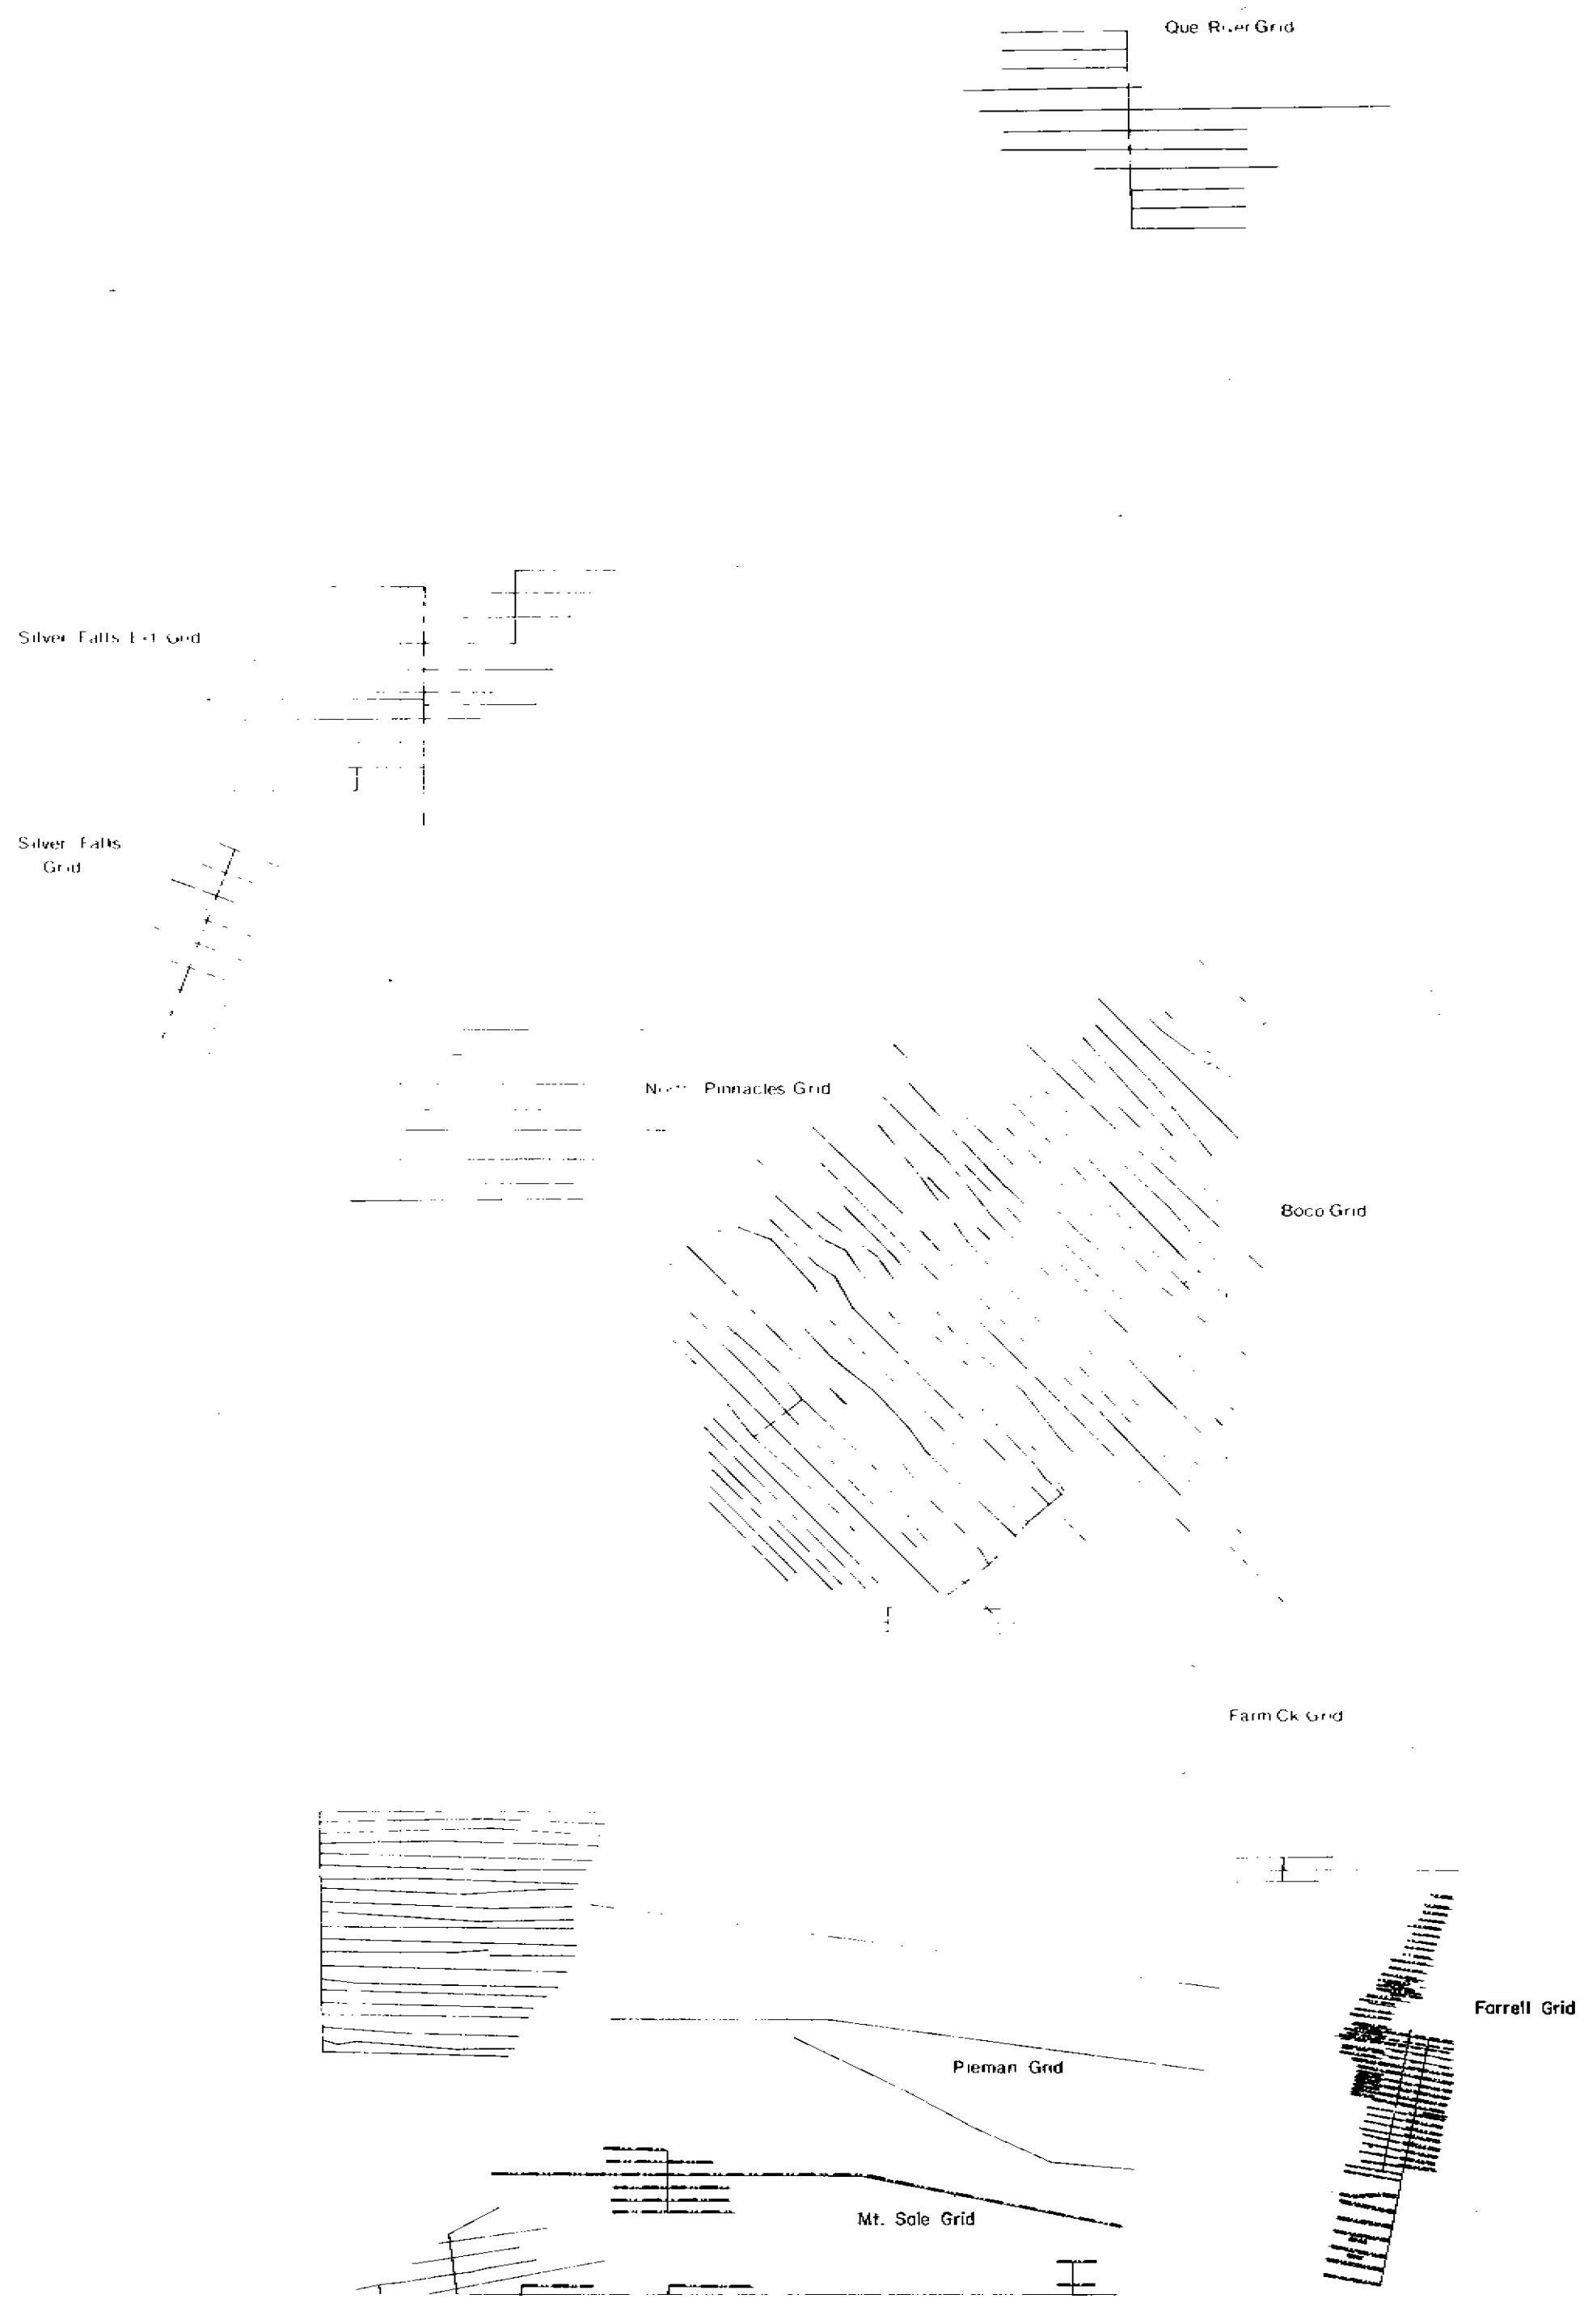 Que River Grid
Silver Falls Ext Grid
Silver Falls
Grid
North Pinnacles Grid
Boco Grid
Farm Ck Grid
Farrell Grid
Pieman Grid
Mt. Sale Grid